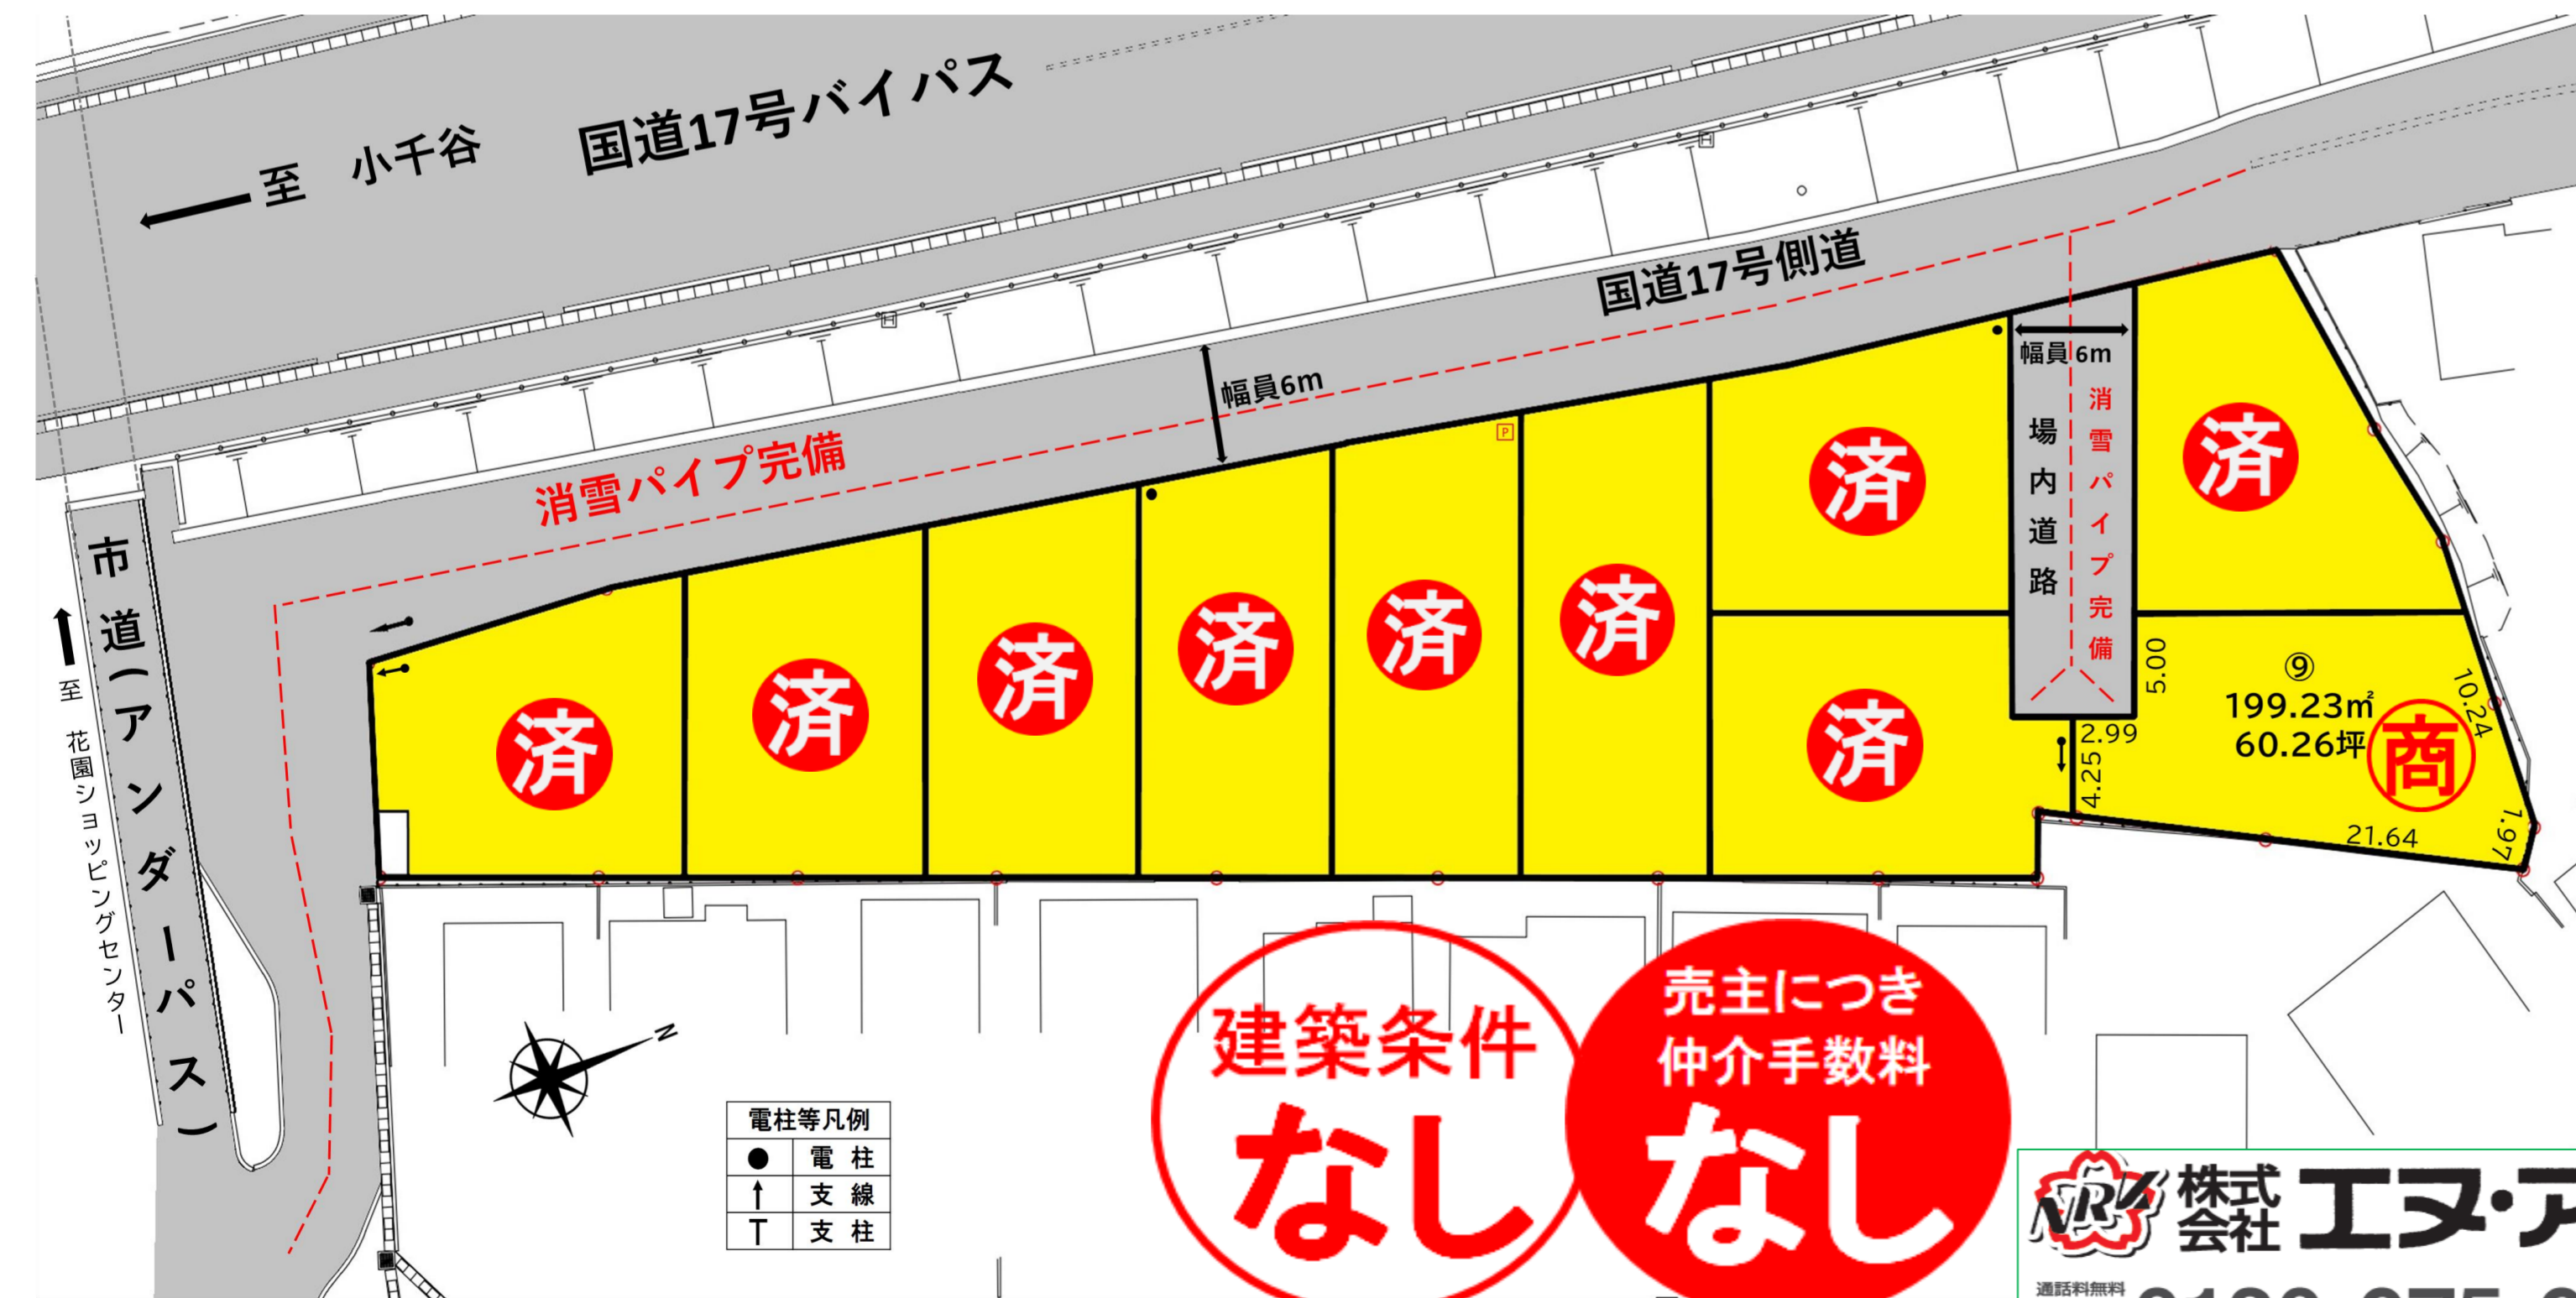 国道17号バイパス
至 小千谷
国道17号側道
幅員6m
消雪パイプ完備
幅員 6m
場内道路
消雪パイプ完備
市道(アンダーパス)
至 花園ショッピングセンター
P
済
済
済
済
済
済
済
済
済
⑨
199.23㎡
60.26坪
商
5.00
10.24
2.99
4.25
1.97
21.64
N
電柱等凡例
電柱
支線
支柱
建築条件
なし
売主につき
仲介手数料
なし
NRK
株式会社
エヌ・ア
通話料無料